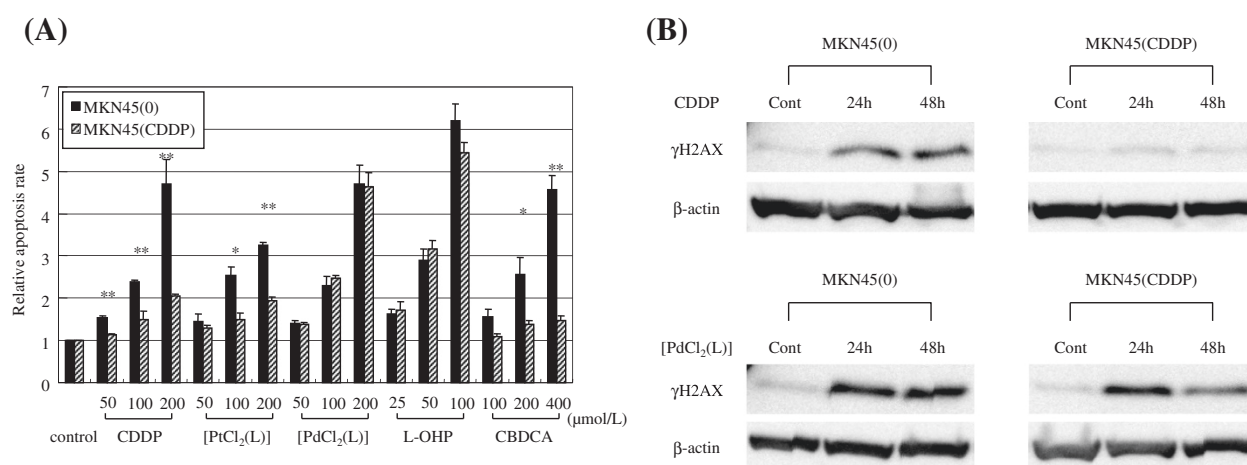 (A)
7
6
5
4
3
2
1
0
Relative apoptosis rate
MKN45(0)
MKN45(CDDP)
** ** ** * ** * **
50 100 200 50 100 200 50 100 200 25 50 100 100 200 400 (μmol/L)
control CDDP [PtCl₂(L)] [PdCl₂(L)] L-OHP CBDCA
(B)
MKN45(0) MKN45(CDDP)
CDDP Cont 24h 48h Cont 24h 48h
γH2AX
β-actin
MKN45(0) MKN45(CDDP)
[PdCl₂(L)] Cont 24h 48h Cont 24h 48h
γH2AX
β-actin